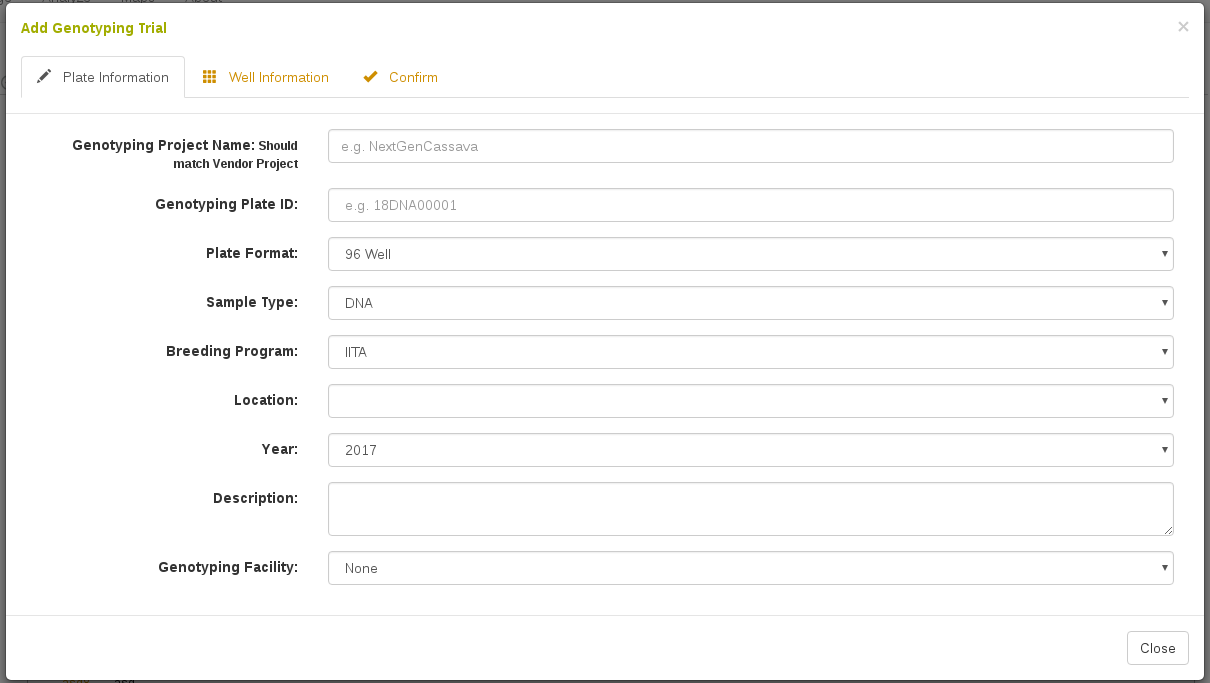 Add Genotyping Trial ×
Plate Information Well Information Confirm
Genotyping Project Name: Should
match Vendor Project
e.g. NextGenCassava
Genotyping Plate ID: e.g. 18DNA00001
Plate Format: 96 Well
Sample Type: DNA
Breeding Program: IITA
Location:
Year: 2017
Description:
Genotyping Facility: None
Close